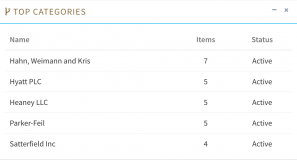 TOP CATEGORIES
Name Items Status
Hahn, Weimann and Kris 7 Active
Hyatt PLC 5 Active
Heaney LLC 5 Active
Parker-Feil 5 Active
Satterfield Inc 4 Active